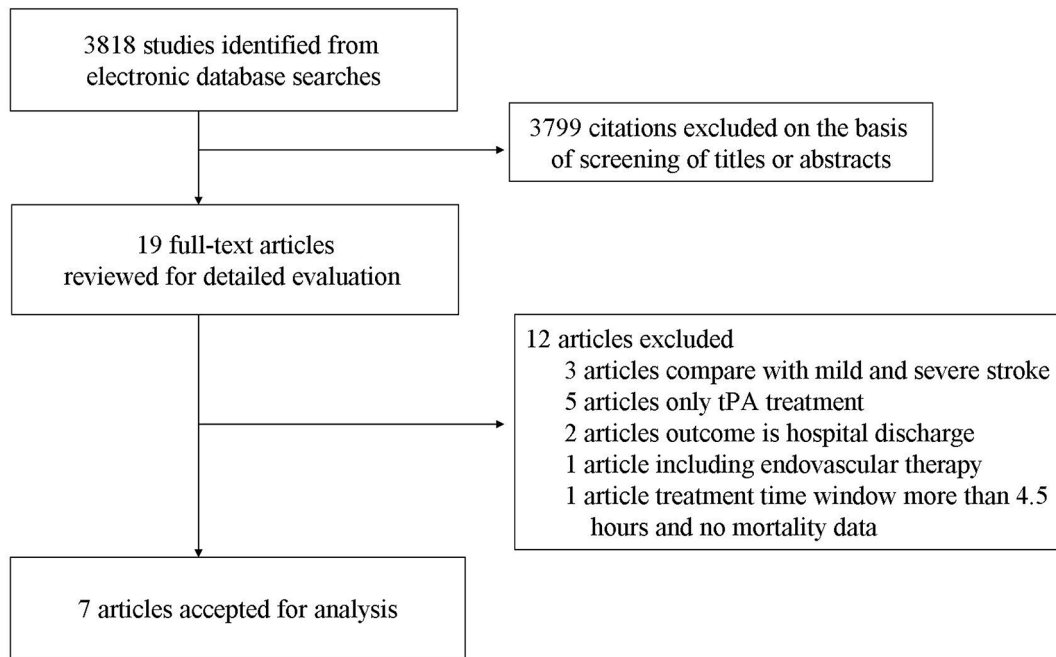 3818 studies identified from
electronic database searches
3799 citations excluded on the basis
of screening of titles or abstracts
19 full-text articles
reviewed for detailed evaluation
12 articles excluded
3 articles compare with mild and severe stroke
5 articles only tPA treatment
2 articles outcome is hospital discharge
1 article including endovascular therapy
1 article treatment time window more than 4.5
hours and no mortality data
7 articles accepted for analysis